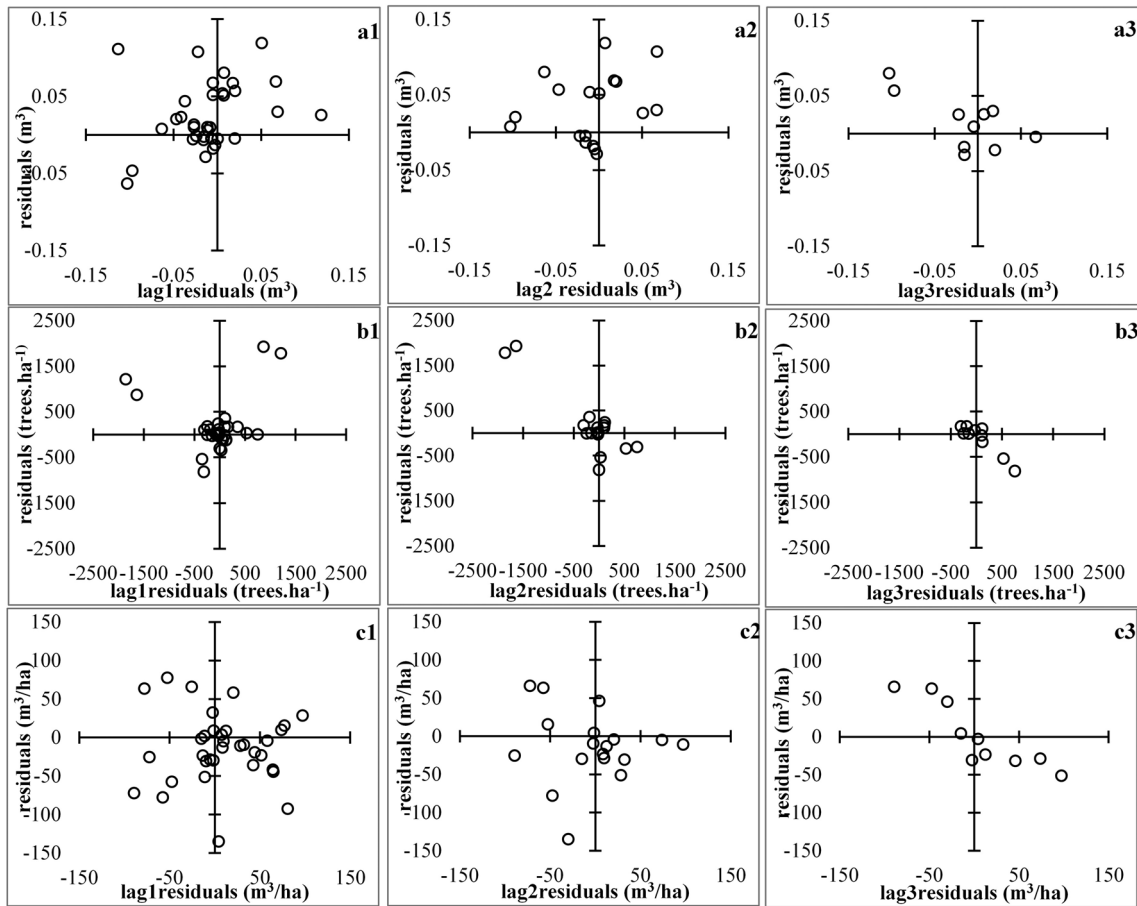 a1
0.15
0.05
-0.05
-0.15
residuals (m³)
-0.15 -0.05 0.05 0.15
lag1residuals (m³)
a2
0.15
0.05
-0.05
-0.15
residuals (m³)
-0.15 -0.05 0.05 0.15
lag2 residuals (m³)
a3
0.15
0.05
-0.05
-0.15
residuals (m³)
-0.15 -0.05 0.05 0.15
lag3residuals (m³)
b1
2500
1500
500
-500
-1500
-2500
residuals (trees.ha⁻¹)
-2500 -1500 -500 500 1500 2500
lag1residuals (trees.ha⁻¹)
b2
2500
1500
500
-500
-1500
-2500
residuals (trees.ha⁻¹)
-2500 -1500 -500 500 1500 2500
lag2residuals (trees.ha⁻¹)
b3
2500
1500
500
-500
-1500
-2500
residuals (trees.ha⁻¹)
-2500 -1500 -500 500 1500 2500
lag3residuals (trees.ha⁻¹)
c1
150
100
50
0
-50
-100
-150
residuals (m³/ha)
-150 -50 50 150
lag1residuals (m³/ha)
c2
150
100
50
0
-50
-100
-150
residuals (m³/ha)
-150 -50 50 150
lag2residuals (m³/ha)
c3
150
100
50
0
-50
-100
-150
residuals (m³/ha)
-150 -50 50 150
lag3residuals (m³/ha)